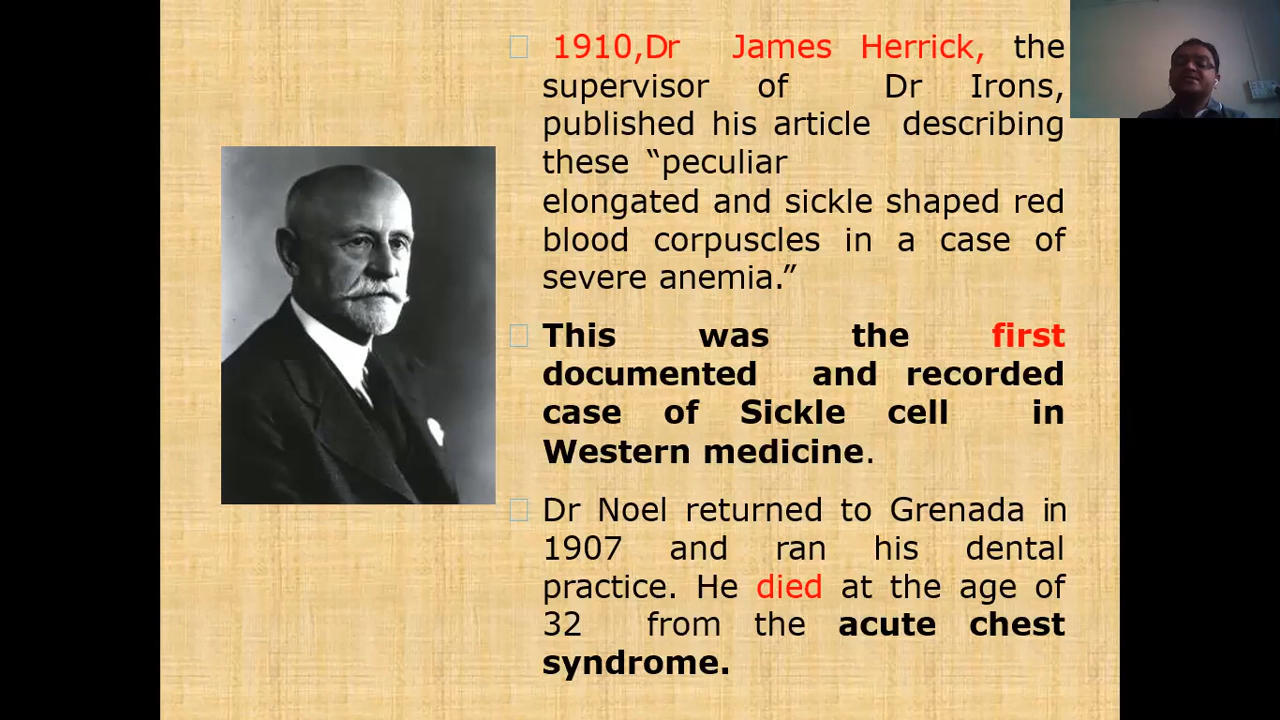 1910,Dr James Herrick, the
supervisor of Dr Irons,
published his article describing
these “peculiar
elongated and sickle shaped red
blood corpuscles in a case of
severe anemia.”
This was the first
documented and recorded
case of Sickle cell in
Western medicine.
Dr Noel returned to Grenada in
1907 and ran his dental
practice. He died at the age of
32 from the acute chest
syndrome.